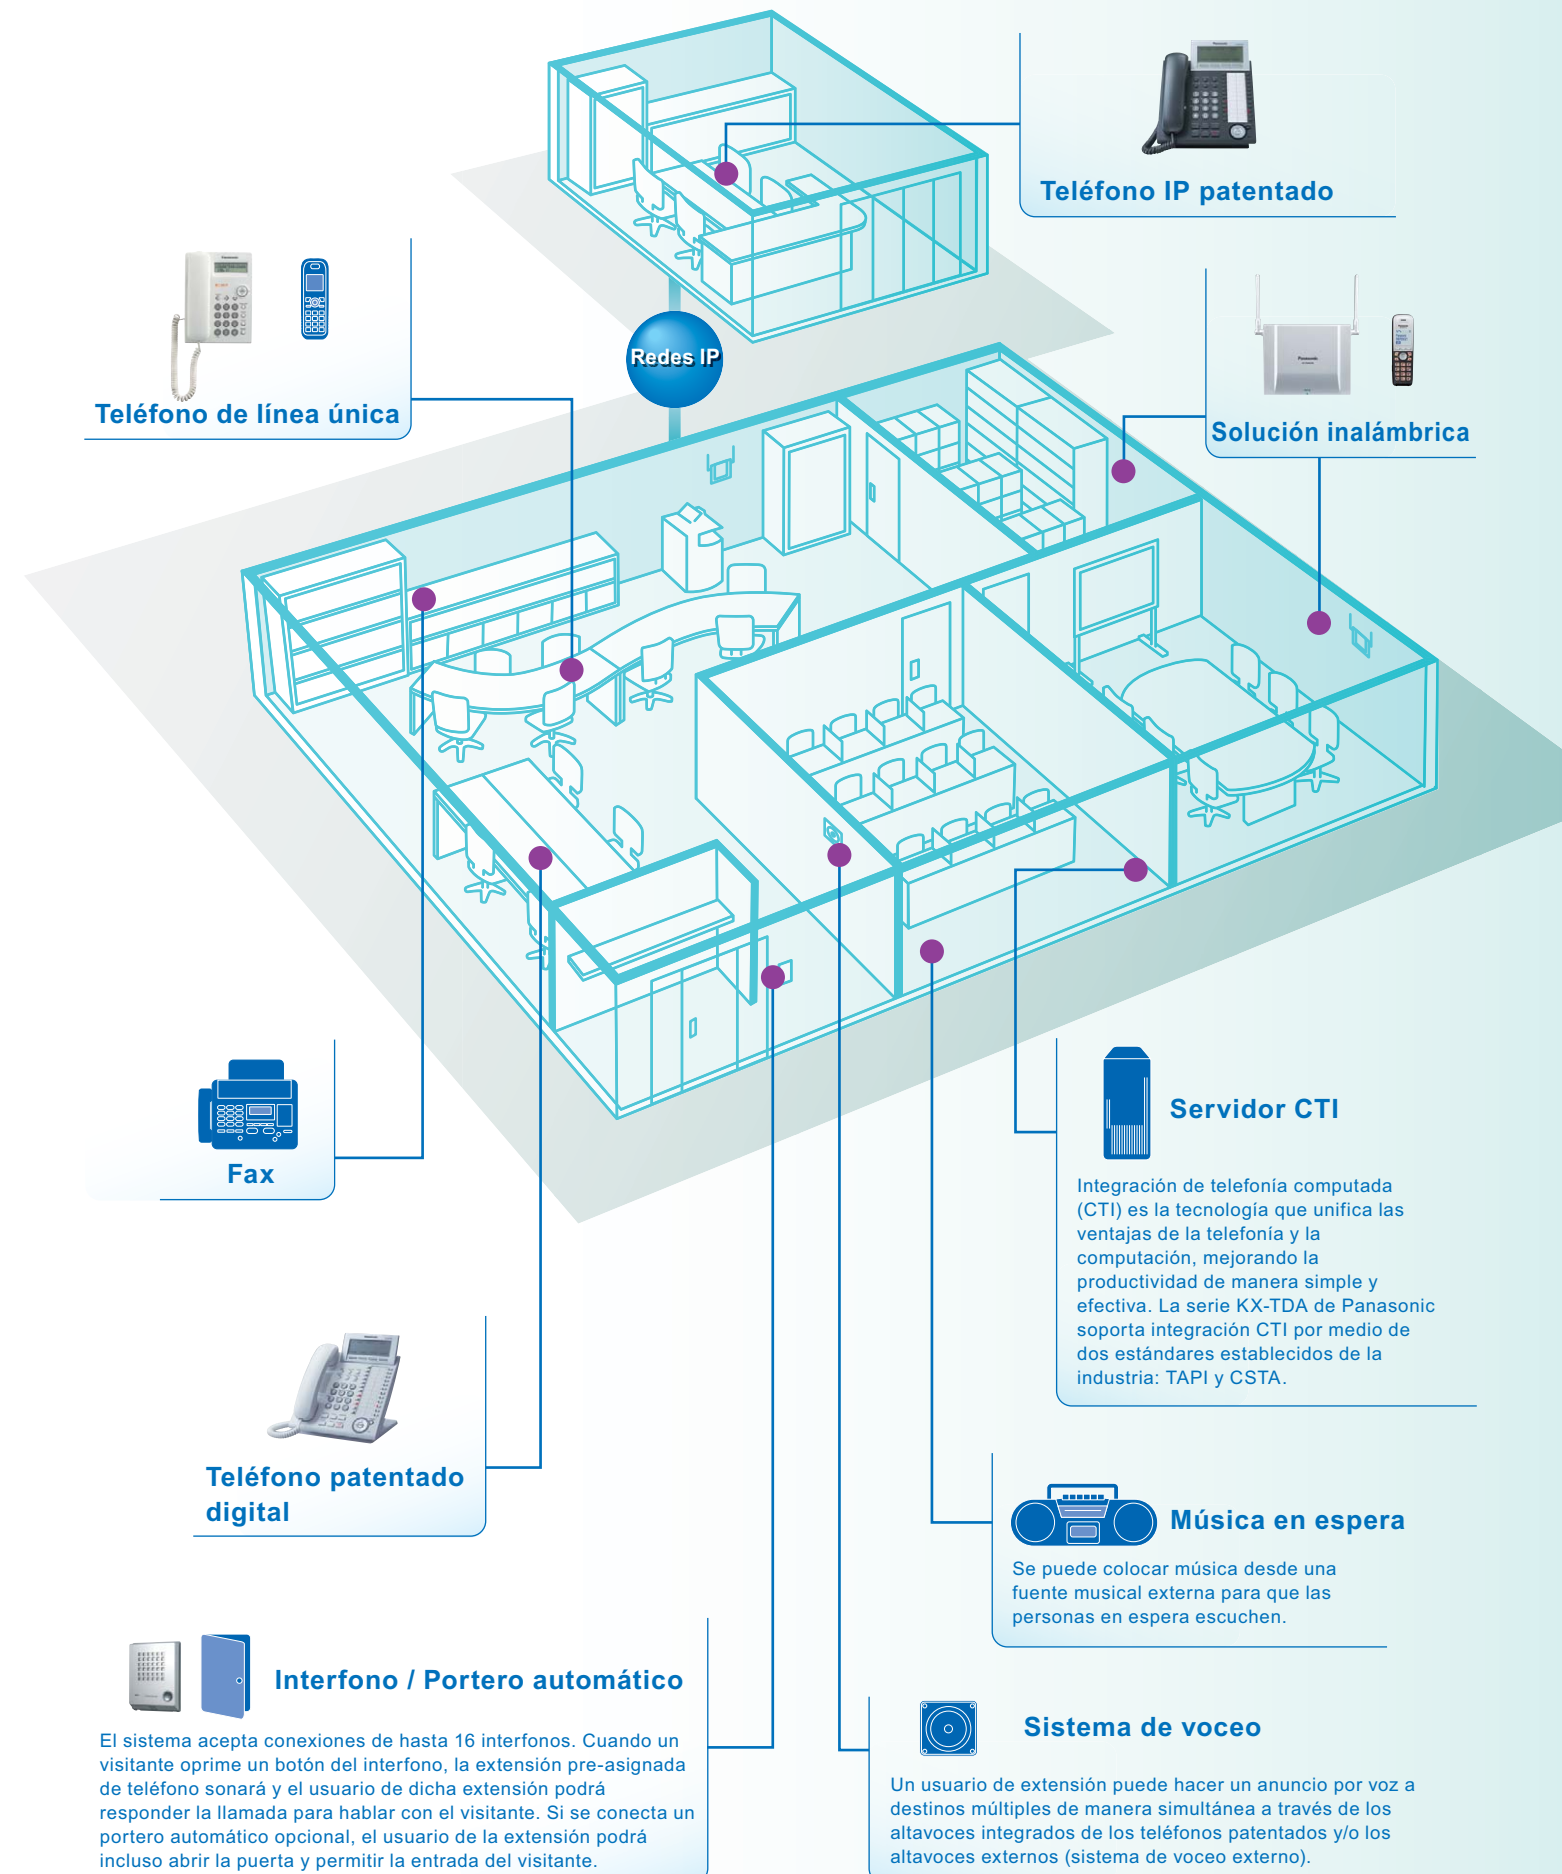 Teléfono IP patentado
Teléfono de línea única
Redes IP
Panasonic
Solución inalámbrica
Fax
Servidor CTI
Integración de telefonía computada
(CTI) es la tecnología que unifica las
ventajas de la telefonía y la
computación, mejorando la
productividad de manera simple y
efectiva. La serie KX-TDA de Panasonic
soporta integración CTI por medio de
dos estándares establecidos de la
industria: TAPI y CSTA.
Teléfono patentado
digital
Música en espera
Se puede colocar música desde una
fuente musical externa para que las
personas en espera escuchen.
Interfono / Portero automático
El sistema acepta conexiones de hasta 16 interfonos. Cuando un
visitante oprime un botón del interfono, la extensión pre-asignada
de teléfono sonará y el usuario de dicha extensión podrá
responder la llamada para hablar con el visitante. Si se conecta un
portero automático opcional, el usuario de la extensión podrá
incluso abrir la puerta y permitir la entrada del visitante.
Sistema de voceo
Un usuario de extensión puede hacer un anuncio por voz a
destinos múltiples de manera simultánea a través de los
altavoces integrados de los teléfonos patentados y/o los
altavoces externos (sistema de voceo externo).